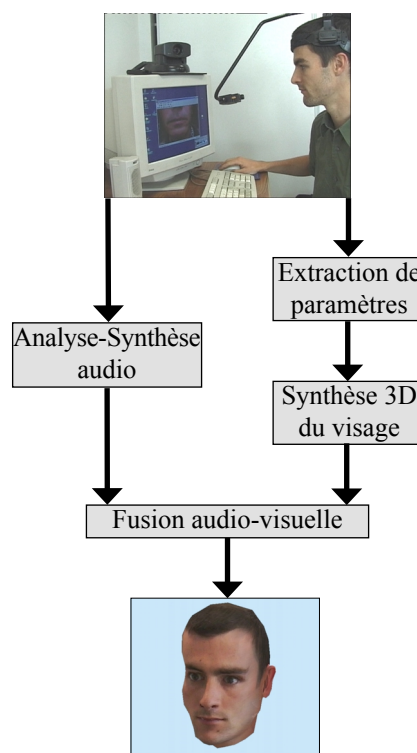 Extraction de
paramètres
Analyse-Synthèse
audio
Synthèse 3D
du visage
Fusion audio-visuelle